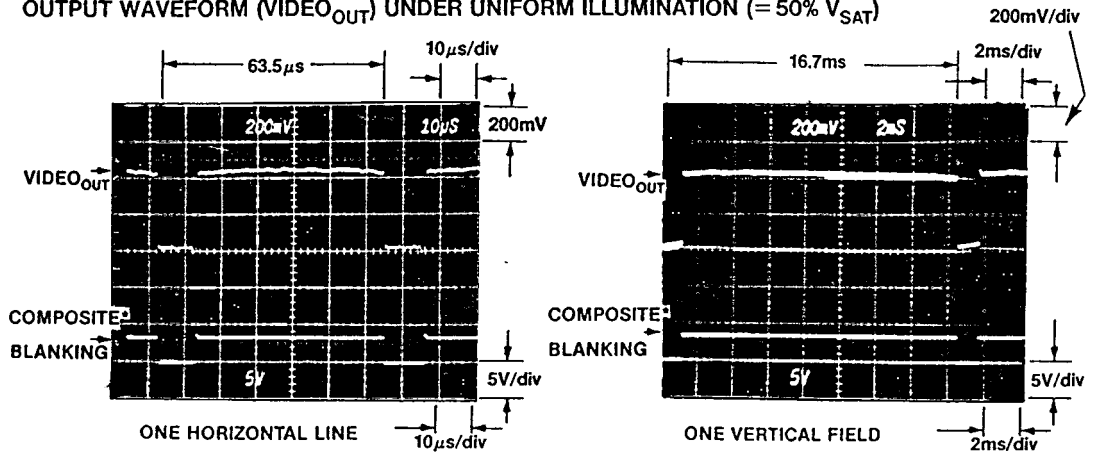 OUTPUT WAVEFORM (VIDEO_OUT) UNDER UNIFORM ILLUMINATION (= 50% V_SAT)
200mV/div
10µs/div
2ms/div
63.5µs
16.7ms
200mV
10µS
200mV
200mV
2mS
VIDEO_OUT
VIDEO_OUT
COMPOSITE*
BLANKING
COMPOSITE*
BLANKING
5V
5V/div
5V
5V/div
ONE HORIZONTAL LINE
10µs/div
ONE VERTICAL FIELD
2ms/div